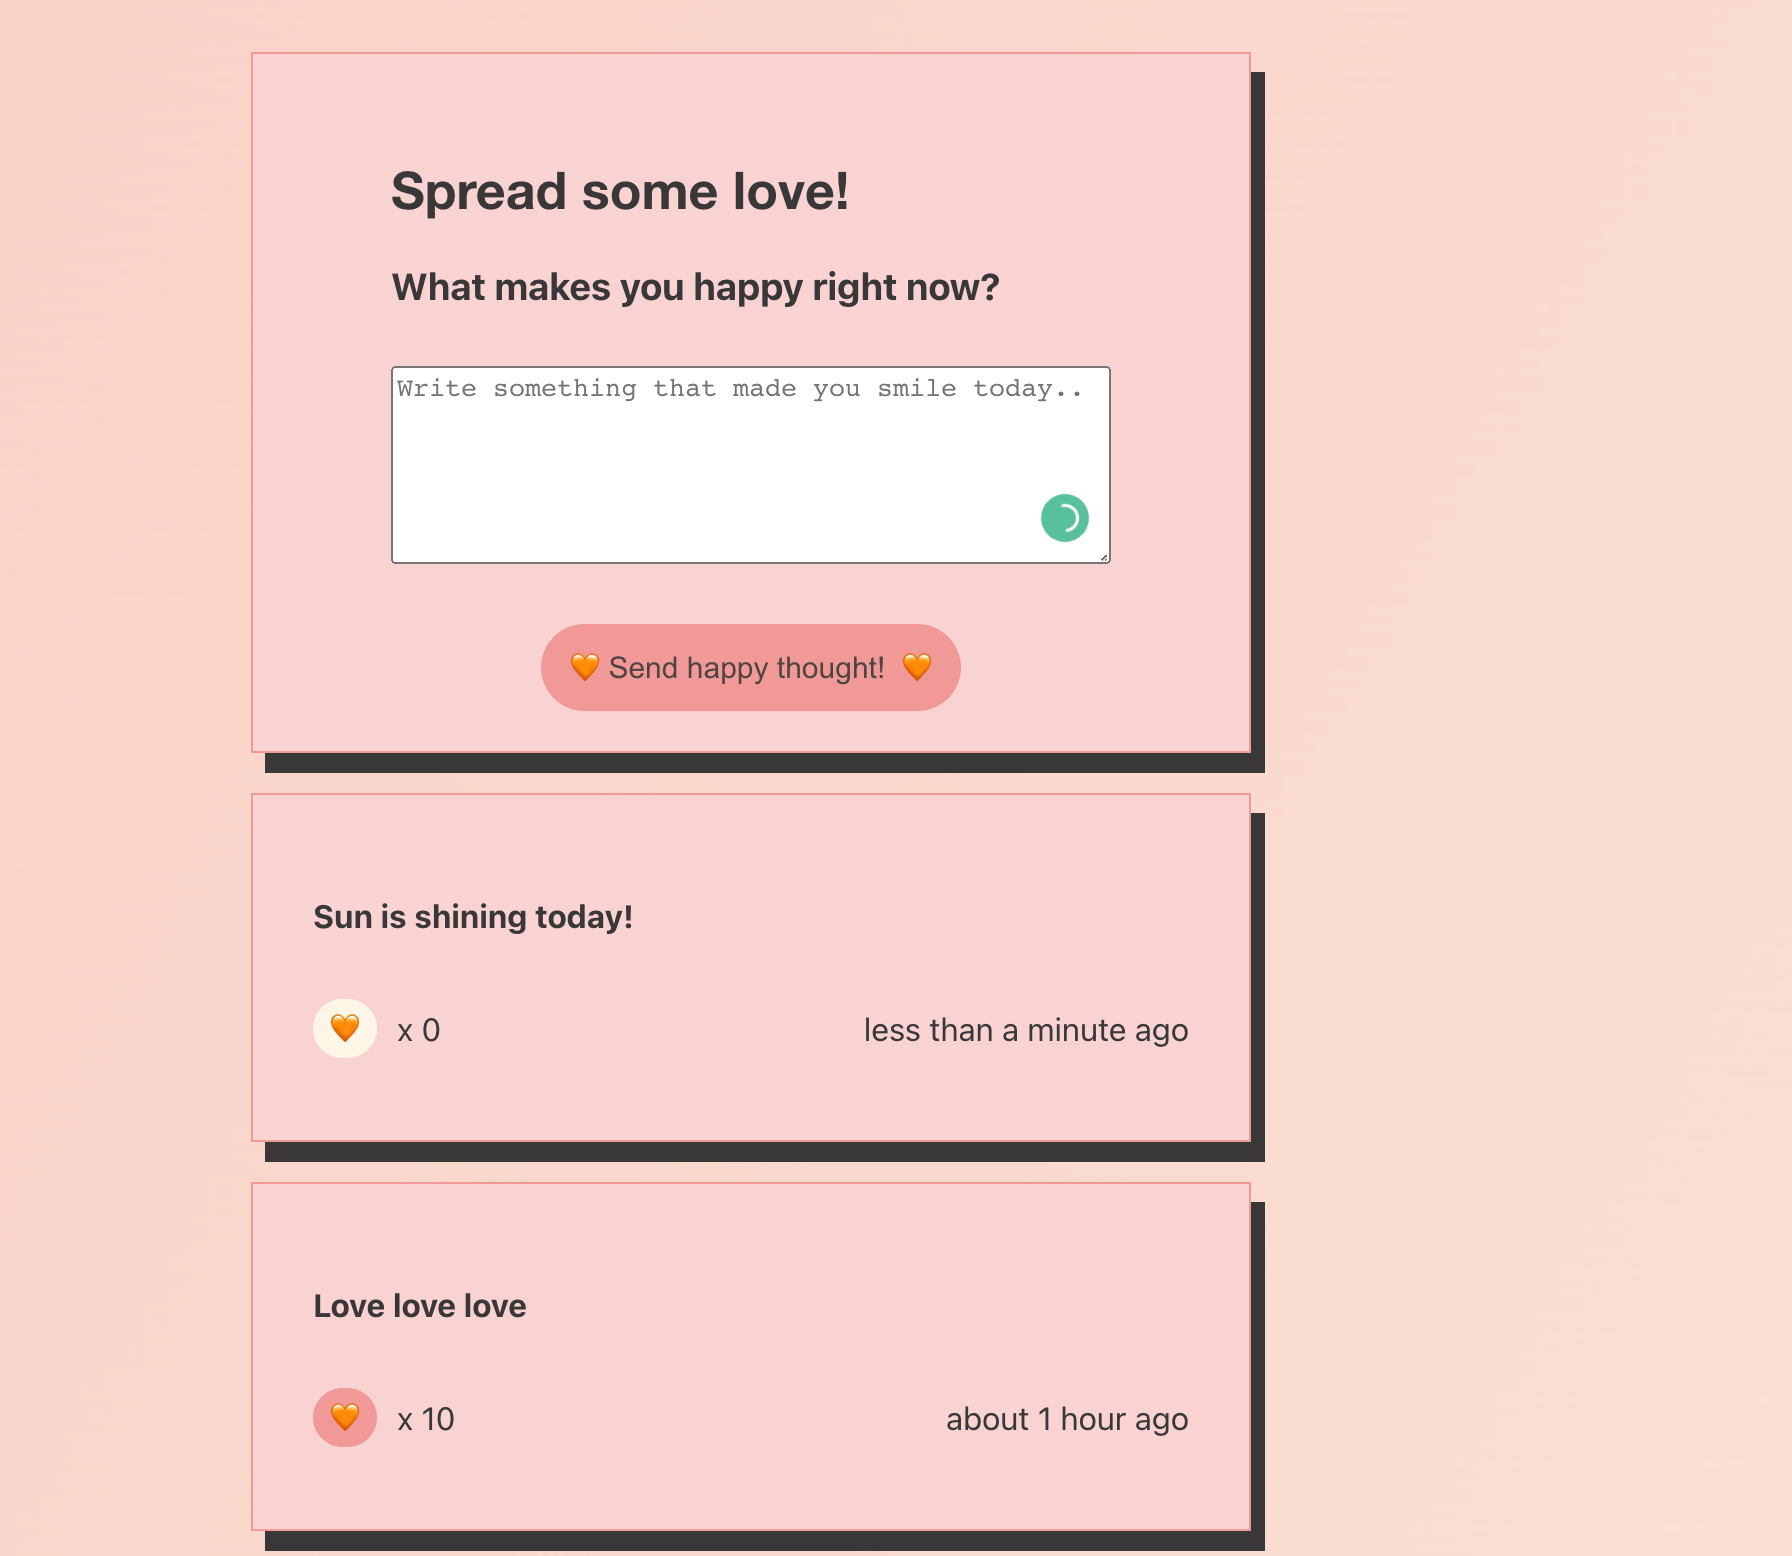 Spread some love!
What makes you happy right now?
Write something that made you smile today..
🧡 Send happy thought! 🧡
Sun is shining today!
🧡 x 0 less than a minute ago
Love love love
🧡 x 10 about 1 hour ago